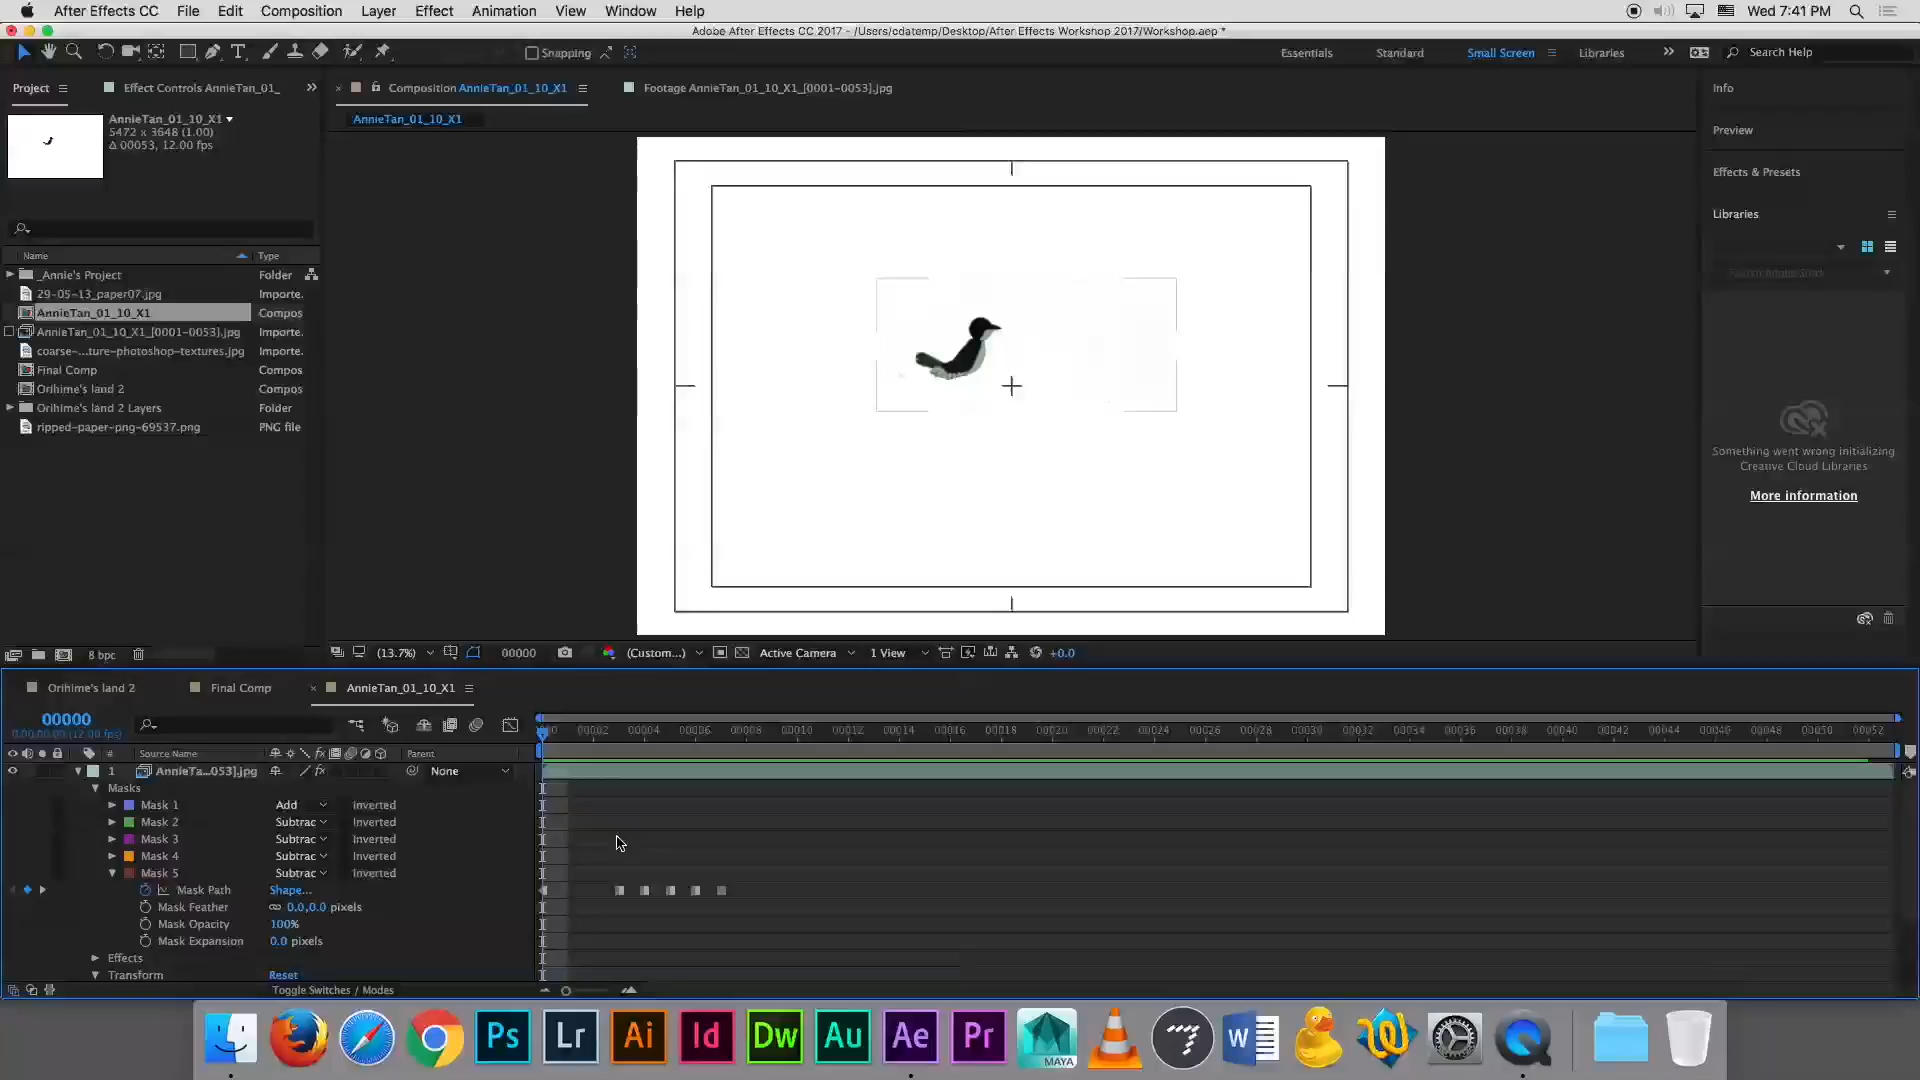 After Effects CC File Edit Composition Layer Effect Animation View Window Help Wed 7:41 PM
Adobe After Effects CC 2017 - /Users/cdatemp/Desktop/After Effects Workshop 2017/Workshop.aep *
Snapping Essentials Standard Small Screen Libraries Search Help
Project Effect Controls AnnieTan_01_ Composition AnnieTan_01_10_X1 Footage AnnieTan_01_10_X1_[0001-0053].jpg Info
AnnieTan_01_10_X1 AnnieTan_01_10_X1
5472 x 3648 (1.00)
Δ 00053, 12.00 fps
Preview
Effects & Presets
Libraries
Name Type
_Annie's Project Folder
29-05-13_paper07.jpg Importe.
AnnieTan_01_10_X1 Compos
AnnieTan_01_10_X1_[0001-0053].jpg Importe.
coarse-...ture-photoshop-textures.jpg Importe.
Final Comp Compos
Orihime's land 2 Compos
Orihime's land 2 Layers Folder
ripped-paper-png-69537.png PNG file
Something went wrong initializing
Creative Cloud Libraries
More information
8 bpc (13.7%) 00000 (Custom...) Active Camera 1 View +0.0
Orihime's land 2 Final Comp AnnieTan_01_10_X1
00000
0:00:00:00 (12.00 fps)
00002 00004 00006 00008 00010 00012 00014 00016 00018 00020 00022 00024 00026 00028 00030 00032 00034 00036 00038 00040 00042 00044 00046 00048 00050 00052
# Source Name Parent
1 AnnieTa...053].jpg None
Masks
Mask 1 Add Inverted
Mask 2 Subtrac Inverted
Mask 3 Subtrac Inverted
Mask 4 Subtrac Inverted
Mask 5 Subtrac Inverted
Mask Path Shape...
Mask Feather 0.0,0.0 pixels
Mask Opacity 100%
Mask Expansion 0.0 pixels
Effects
Transform Reset
Toggle Switches / Modes
Ps Lr Ai Id Dw Au Ae Pr MAYA W